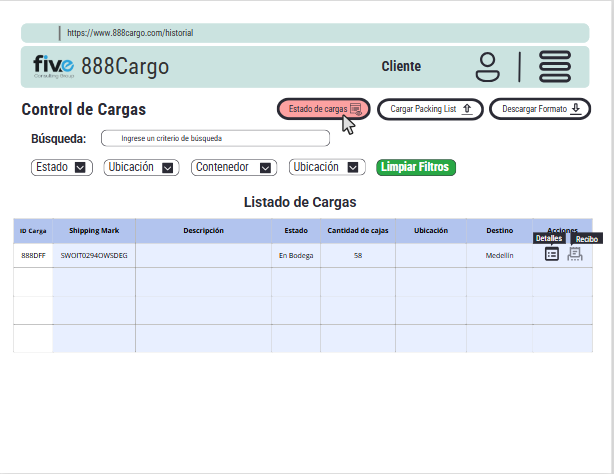 https://www.888cargo.com/historial
five
Consulting Group
888Cargo
Cliente
Control de Cargas
Estado de cargas
Cargar Packing List
Descargar Formato
Búsqueda:
Ingrese un criterio de búsqueda
Estado
Ubicación
Contenedor
Ubicación
Limpiar Filtros
Listado de Cargas
ID Carga Shipping Mark Descripción Estado Cantidad de cajas Ubicación Destino Acciones
Detalles Recibo
888DFF SWOIT0294OWSDEG En Bodega 58 Medellín